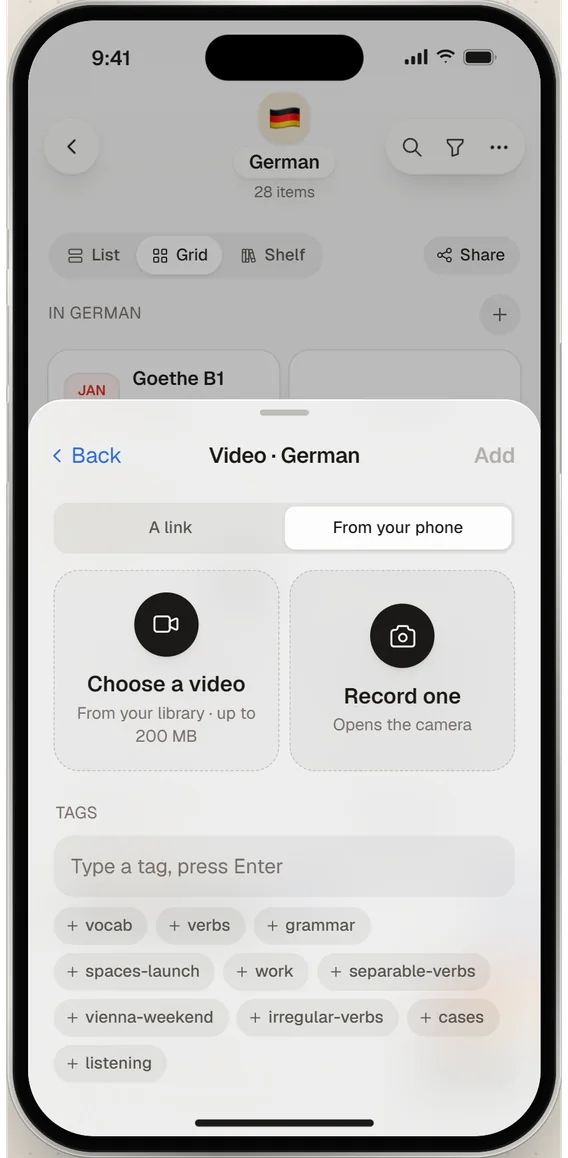 9:41
German
28 items
List Grid Shelf Share
IN GERMAN
JAN Goethe B1
Back Video · German Add
A link From your phone
Choose a video
From your library · up to
200 MB
Record one
Opens the camera
TAGS
Type a tag, press Enter
+ vocab + verbs + grammar
+ spaces-launch + work + separable-verbs
+ vienna-weekend + irregular-verbs + cases
+ listening